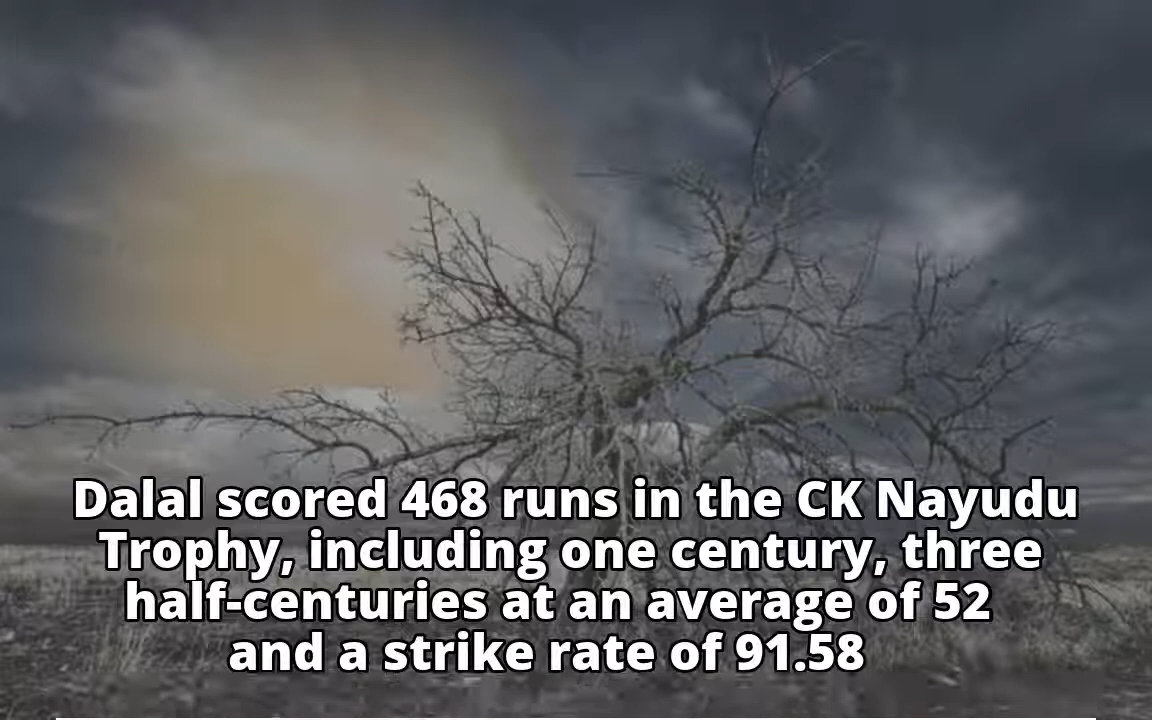 Dalal scored 468 runs in the CK Nayudu
Trophy, including one century, three
half-centuries at an average of 52
and a strike rate of 91.58